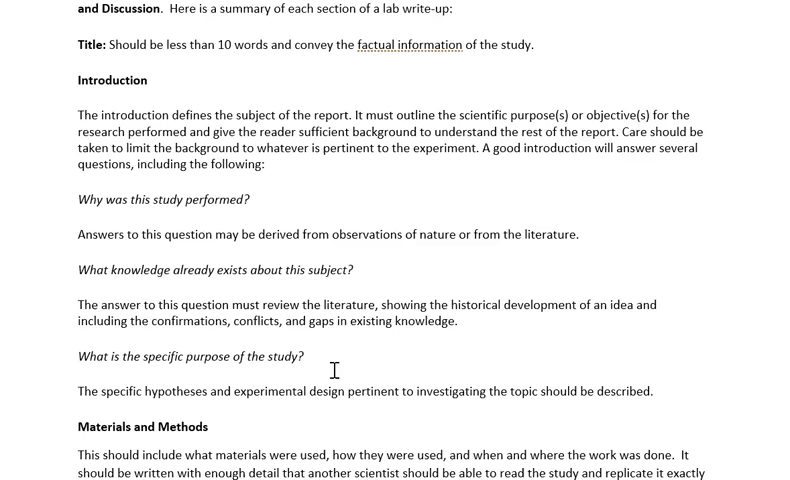 and Discussion.  Here is a summary of each section of a lab write-up:
Title: Should be less than 10 words and convey the factual information of the study.
Introduction
The introduction defines the subject of the report. It must outline the scientific purpose(s) or objective(s) for the
research performed and give the reader sufficient background to understand the rest of the report. Care should be
taken to limit the background to whatever is pertinent to the experiment. A good introduction will answer several
questions, including the following:
Why was this study performed?
Answers to this question may be derived from observations of nature or from the literature.
What knowledge already exists about this subject?
The answer to this question must review the literature, showing the historical development of an idea and
including the confirmations, conflicts, and gaps in existing knowledge.
What is the specific purpose of the study?
The specific hypotheses and experimental design pertinent to investigating the topic should be described.
Materials and Methods
This should include what materials were used, how they were used, and when and where the work was done.  It
should be written with enough detail that another scientist should be able to read the study and replicate it exactly